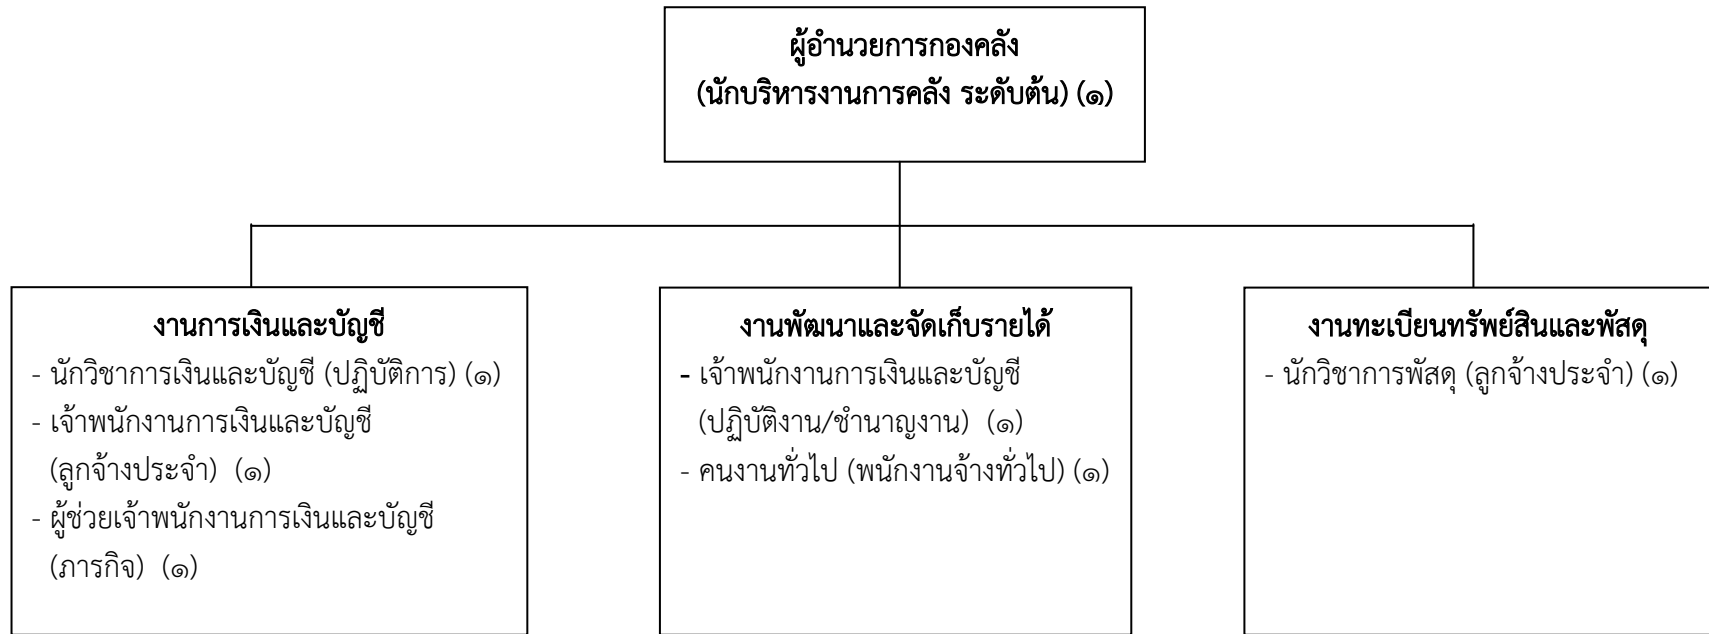 ผู้อำนวยการกองคลัง
(นักบริหารงานการคลัง ระดับต้น) (๑)
งานการเงินและบัญชี
- นักวิชาการเงินและบัญชี (ปฏิบัติการ) (๑)
- เจ้าพนักงานการเงินและบัญชี
(ลูกจ้างประจำ) (๑)
- ผู้ช่วยเจ้าพนักงานการเงินและบัญชี
(ภารกิจ) (๑)
งานพัฒนาและจัดเก็บรายได้
- เจ้าพนักงานการเงินและบัญชี
(ปฏิบัติงาน/ชำนาญงาน) (๑)
- คนงานทั่วไป (พนักงานจ้างทั่วไป) (๑)
งานทะเบียนทรัพย์สินและพัสดุ
- นักวิชาการพัสดุ (ลูกจ้างประจำ) (๑)